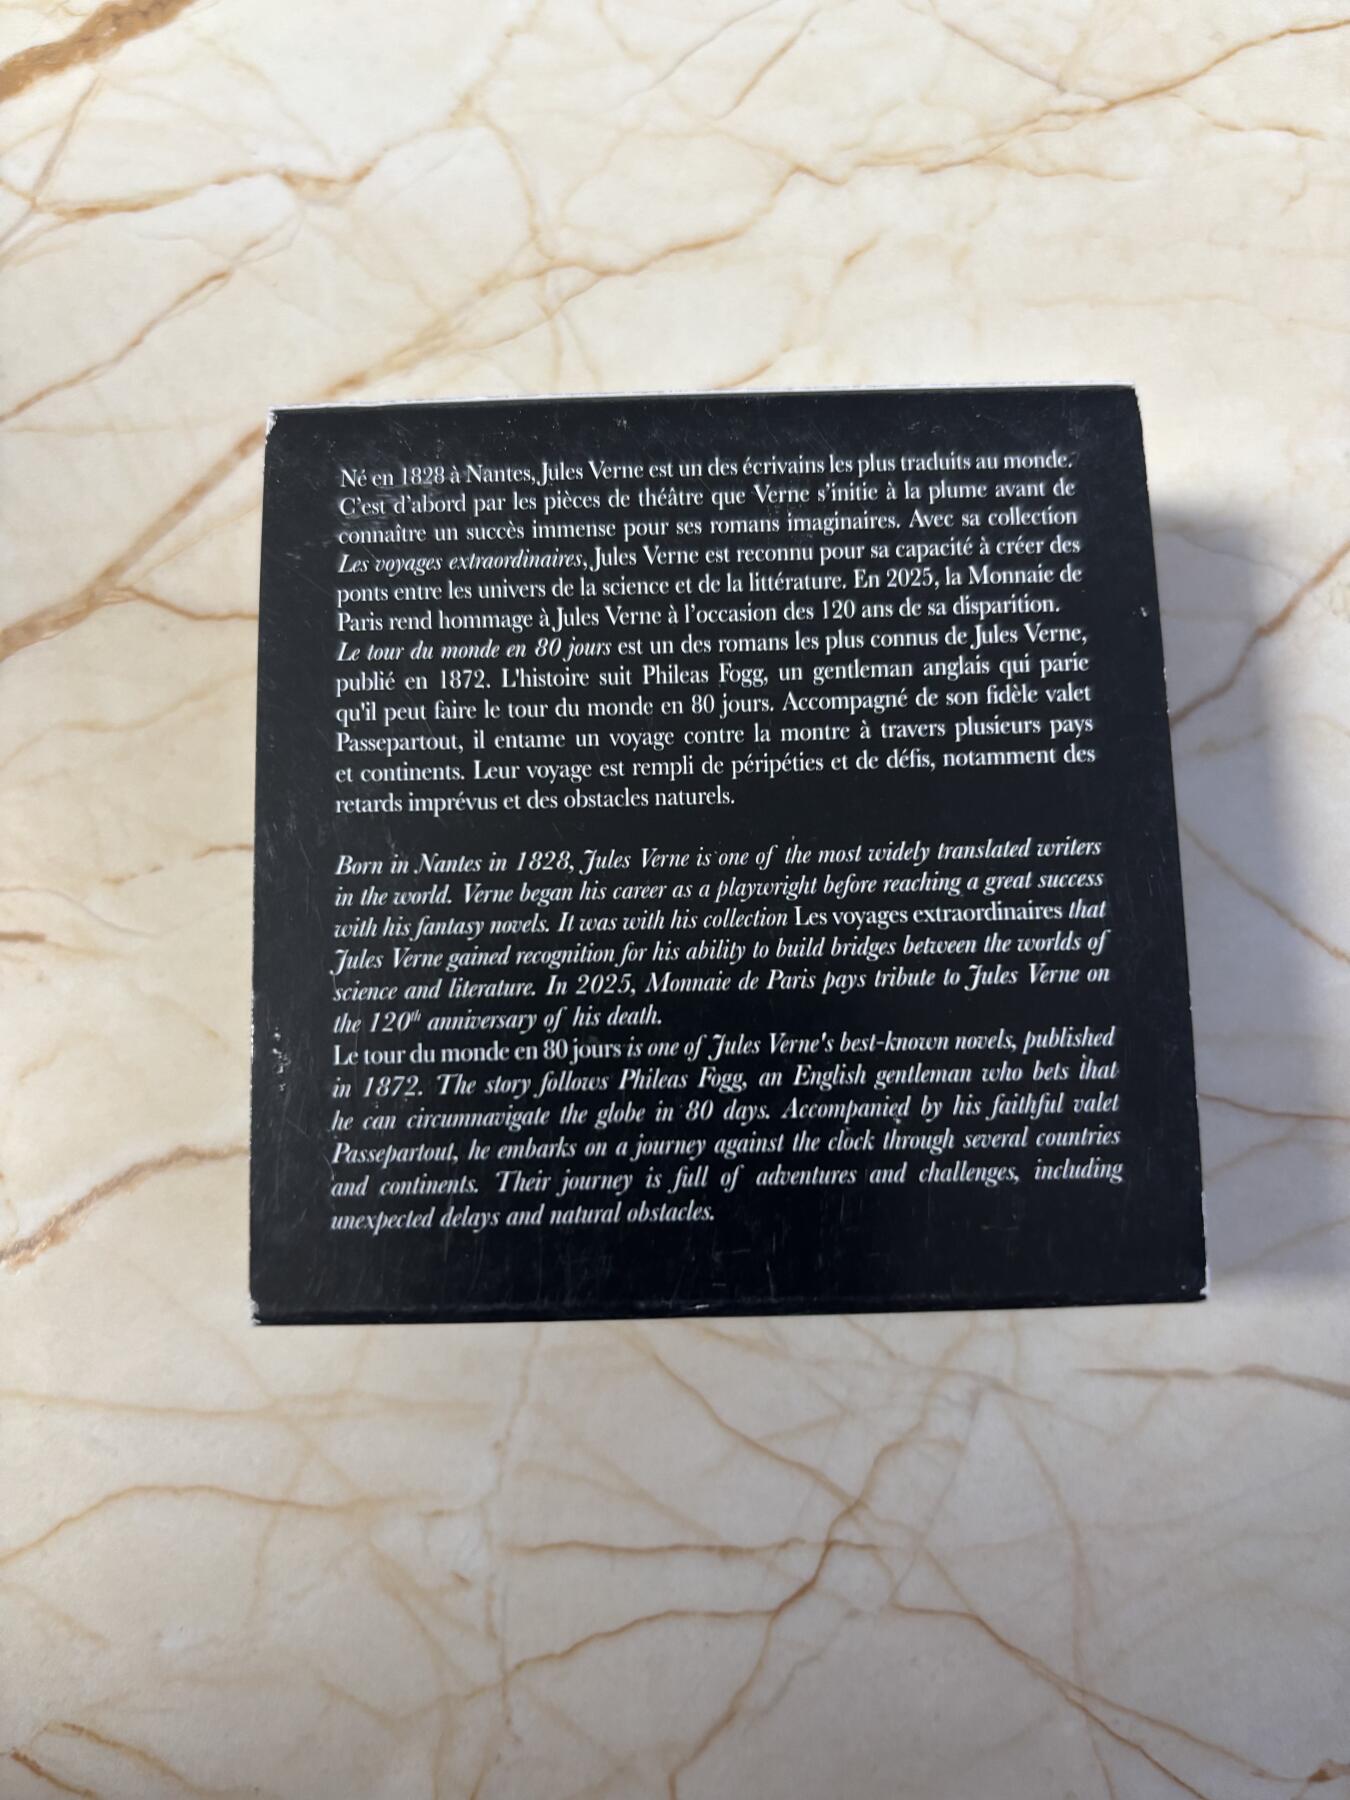 Né en 1828 à Nantes, Jules Verne est un des écrivains les plus traduits au monde.
C'est d'abord par les pièces de théâtre que Verne s'initie à la plume avant de
connaître un succès immense pour ses romans imaginaires. Avec sa collection
Les voyages extraordinaires, Jules Verne est reconnu pour sa capacité à créer des
ponts entre les univers de la science et de la littérature. En 2025, la Monnaie de
Paris rend hommage à Jules Verne à l'occasion des 120 ans de sa disparition.
Le tour du monde en 80 jours est un des romans les plus connus de Jules Verne,
publié en 1872. L'histoire suit Phileas Fogg, un gentleman anglais qui parie
qu'il peut faire le tour du monde en 80 jours. Accompagné de son fidèle valet
Passepartout, il entame un voyage contre la montre à travers plusieurs pays
et continents. Leur voyage est rempli de péripéties et de défis, notamment des
retards imprévus et des obstacles naturels.
Born in Nantes in 1828, Jules Verne is one of the most widely translated writers
in the world. Verne began his career as a playwright before reaching a great success
with his fantasy novels. It was with his collection Les voyages extraordinaires that
Jules Verne gained recognition for his ability to build bridges between the worlds of
science and literature. In 2025, Monnaie de Paris pays tribute to Jules Verne on
the 120th anniversary of his death.
Le tour du monde en 80 jours is one of Jules Verne's best-known novels, published
in 1872. The story follows Phileas Fogg, an English gentleman who bets that
he can circumnavigate the globe in 80 days. Accompanied by his faithful valet
Passepartout, he embarks on a journey against the clock through several countries
and continents. Their journey is full of adventures and challenges, including
unexpected delays and natural obstacles.